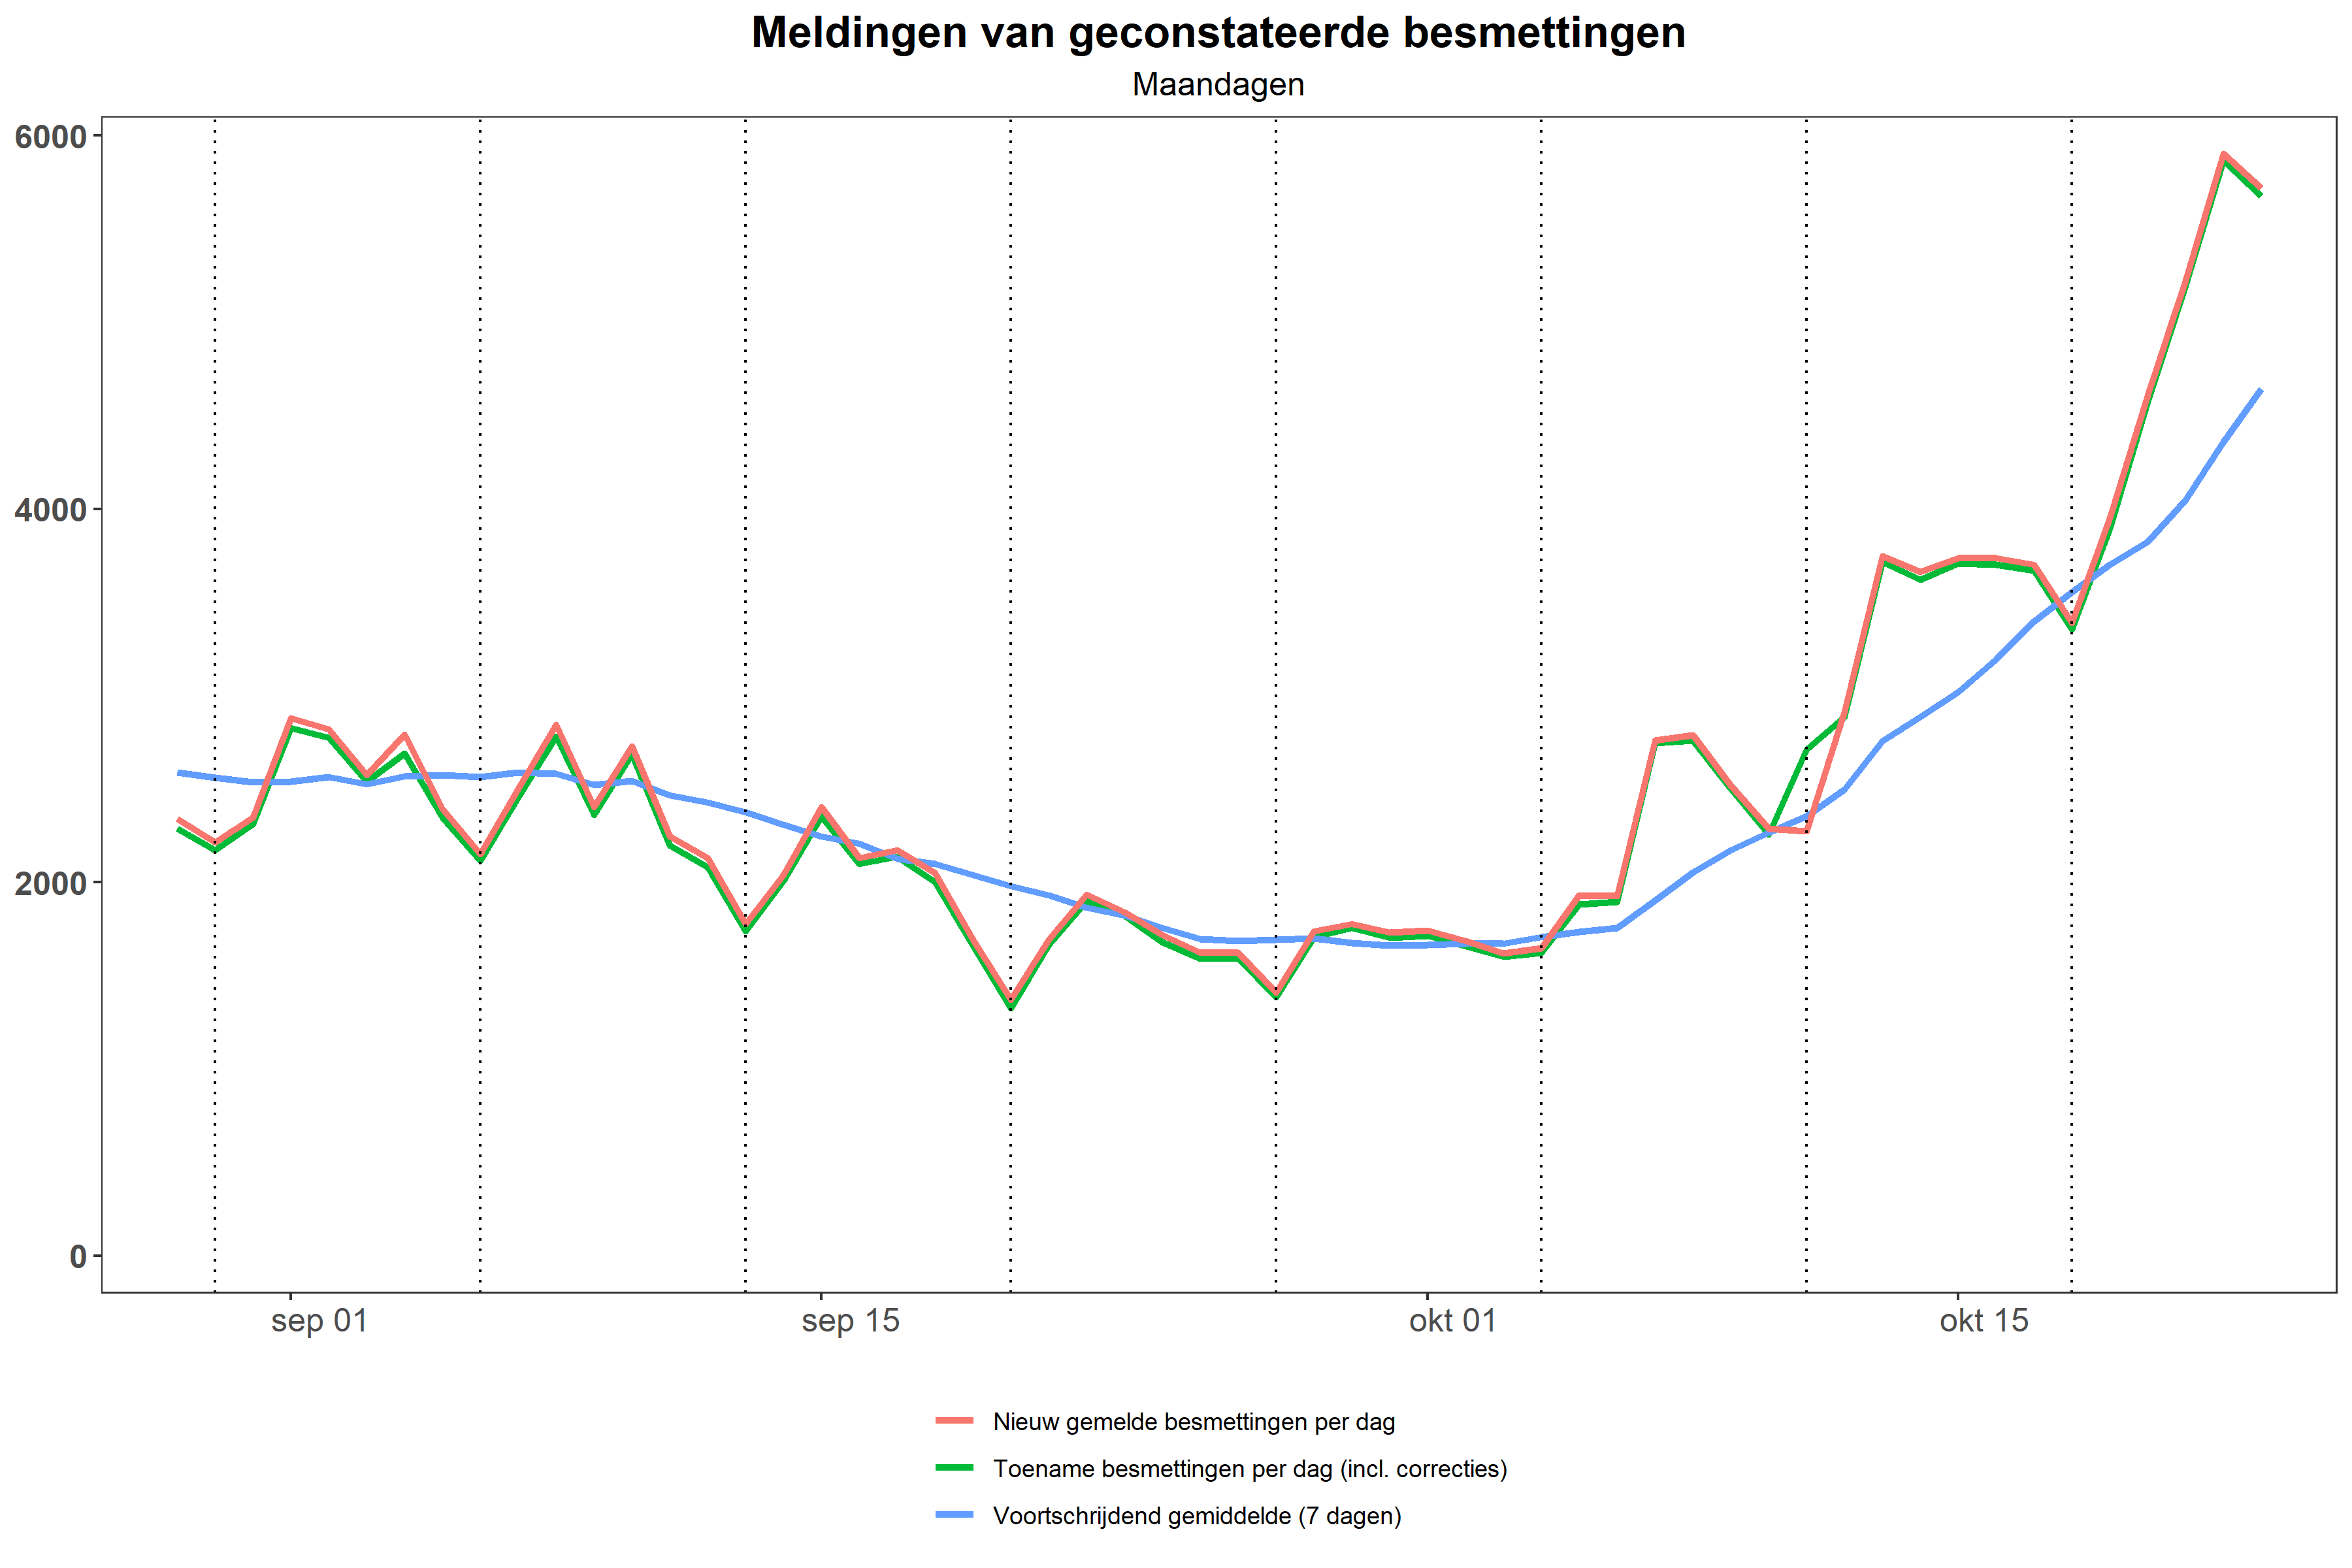 Meldingen van geconstateerde besmettingen
Maandagen
6000
4000
2000
0
sep 01
sep 15
okt 01
okt 15
Nieuw gemelde besmettingen per dag
Toename besmettingen per dag (incl. correcties)
Voortschrijdend gemiddelde (7 dagen)